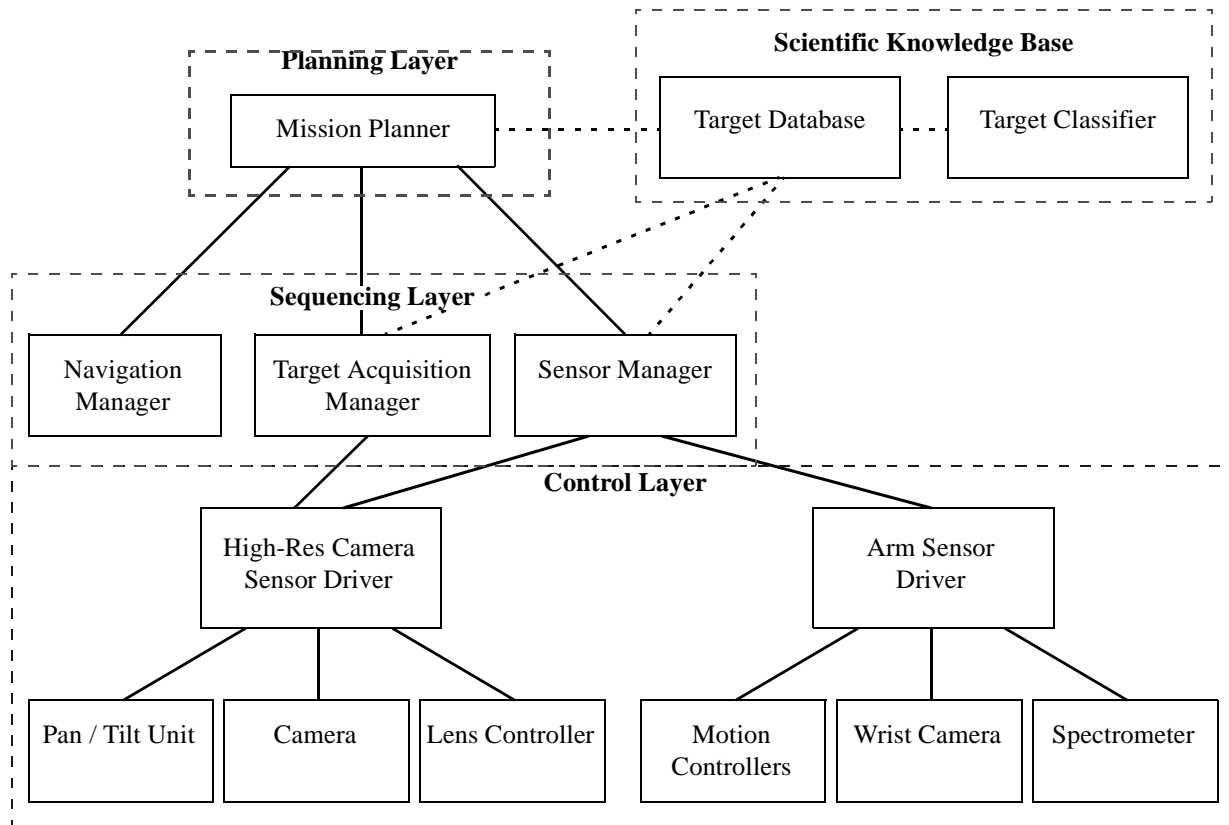 Scientific Knowledge Base
Planning Layer
Mission Planner
Target Database
Target Classifier
Sequencing Layer
Navigation
Manager
Target Acquisition
Manager
Sensor Manager
Control Layer
High-Res Camera
Sensor Driver
Arm Sensor
Driver
Pan / Tilt Unit
Camera
Lens Controller
Motion
Controllers
Wrist Camera
Spectrometer